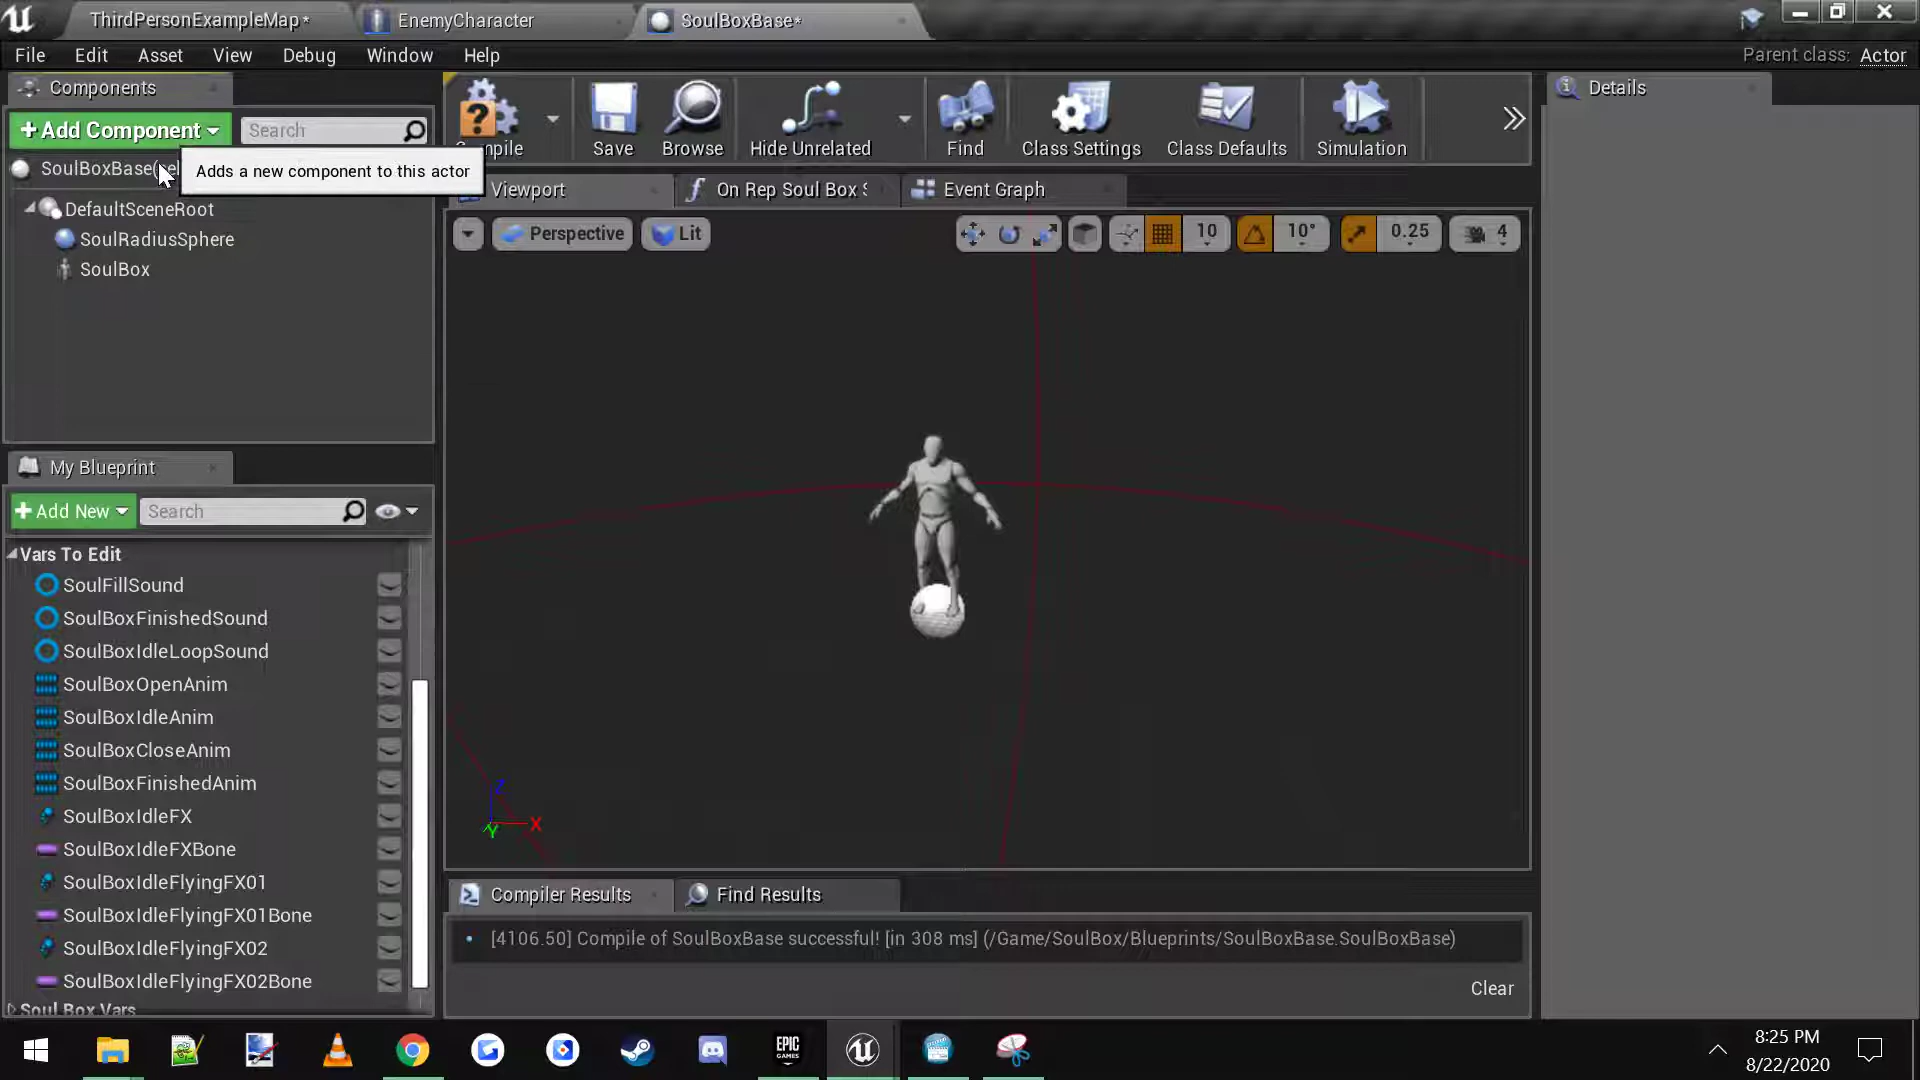 ThirdPersonExampleMap*
EnemyCharacter
SoulBoxBase*
File Edit Asset View Debug Window Help
Parent class: Actor
Components
+Add Component
Search
SoulBoxBase(
Adds a new component to this actor
DefaultSceneRoot
SoulRadiusSphere
SoulBox
My Blueprint
+Add New
Search
Vars To Edit
SoulFillSound
SoulBoxFinishedSound
SoulBoxIdleLoopSound
SoulBoxOpenAnim
SoulBoxIdleAnim
SoulBoxCloseAnim
SoulBoxFinishedAnim
SoulBoxIdleFX
SoulBoxIdleFXBone
SoulBoxIdleFlyingFX01
SoulBoxIdleFlyingFX01Bone
SoulBoxIdleFlyingFX02
SoulBoxIdleFlyingFX02Bone
Soul Box Vars
Save Browse Hide Unrelated Find Class Settings Class Defaults Simulation
Viewport
On Rep Soul Box
Event Graph
Perspective
Lit
10 10° 0.25 4
Z
X
Y
Compiler Results
Find Results
[4106.50] Compile of SoulBoxBase successful! [in 308 ms] (/Game/SoulBox/Blueprints/SoulBoxBase.SoulBoxBase)
Clear
Details
EPIC
GAMES
8:25 PM
8/22/2020